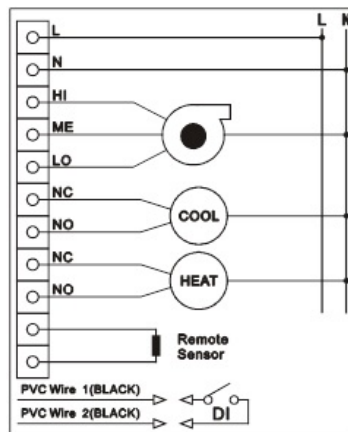 L N
L
N
HI
ME
LO
NC
COOL
NO
NC
HEAT
NO
Remote
Sensor
PVC Wire 1(BLACK)
DI
PVC Wire 2(BLACK)